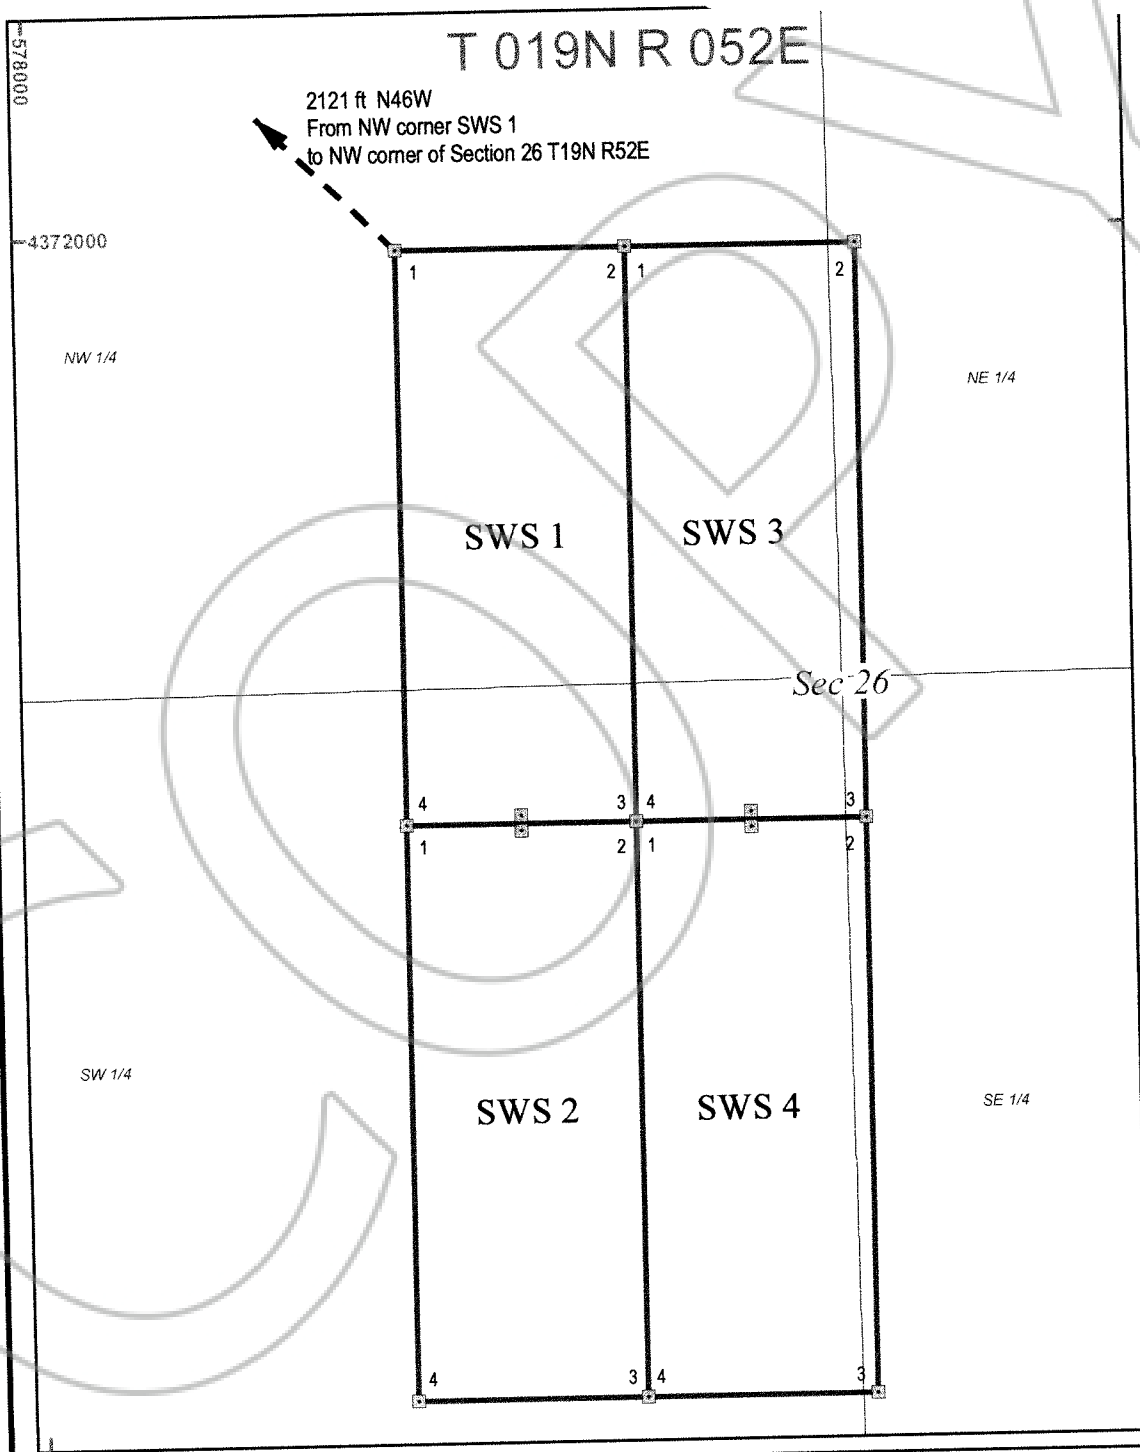 T 019N R 052E
578000
2121 ft N46W
From NW corner SWS 1
to NW corner of Section 26 T19N R52E
4372000
1 2 1 2
NW 1/4
NE 1/4
SWS 1 SWS 3
Sec 26
4 3 4 3
1 2 1 2
SW 1/4
SE 1/4
SWS 2 SWS 4
4 3 4 3
COPY